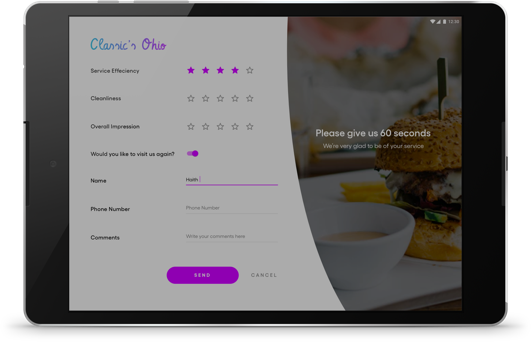 12:30
Classic's Ohio
Service Effeciency
Cleanliness
Overall Impression
Would you like to visit us again?
Name
Haith
Phone Number
Phone Number
Comments
Write your comments here
SEND
CANCEL
Please give us 60 seconds
We're very glad to be of your service